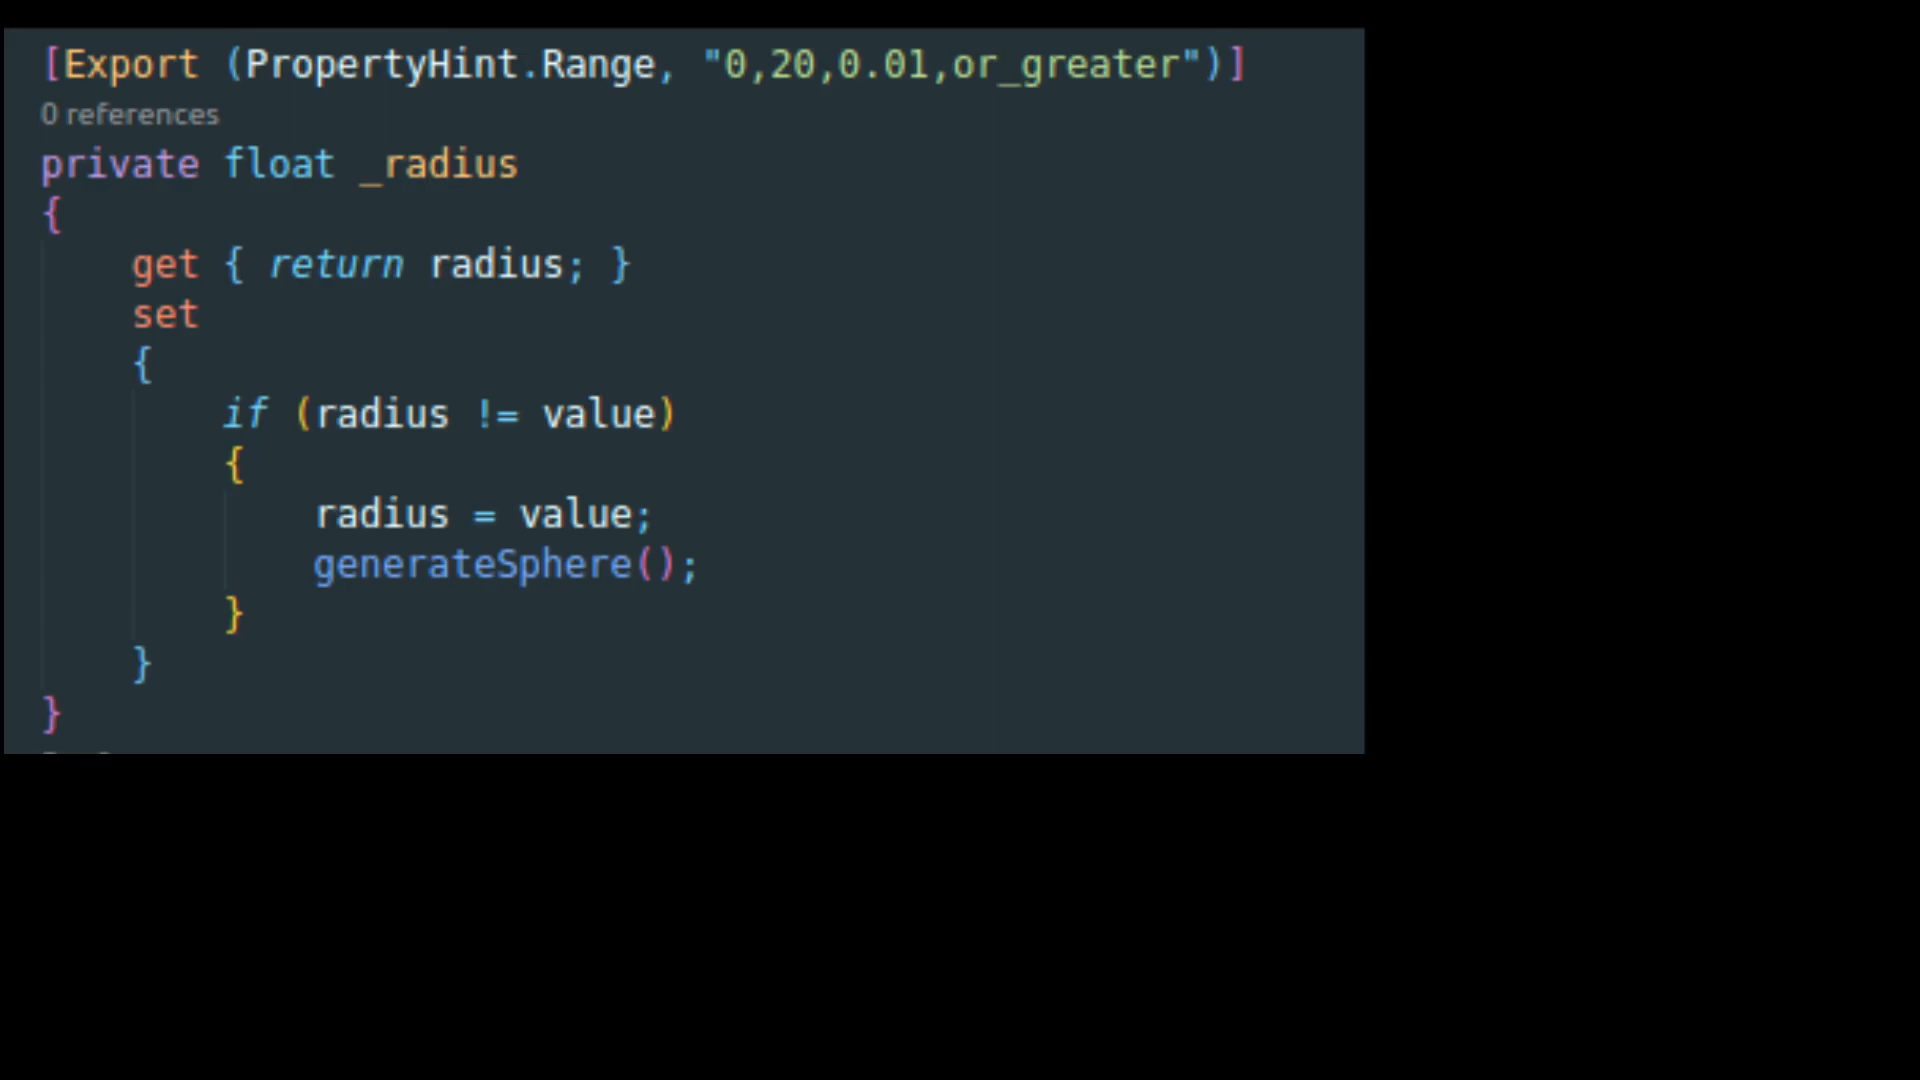 [Export (PropertyHint.Range, "0,20,0.01,or_greater")]
0 references
private float _radius
{
    get { return radius; }
    set
    {
        if (radius != value)
        {
            radius = value;
            generateSphere();
        }
    }
}